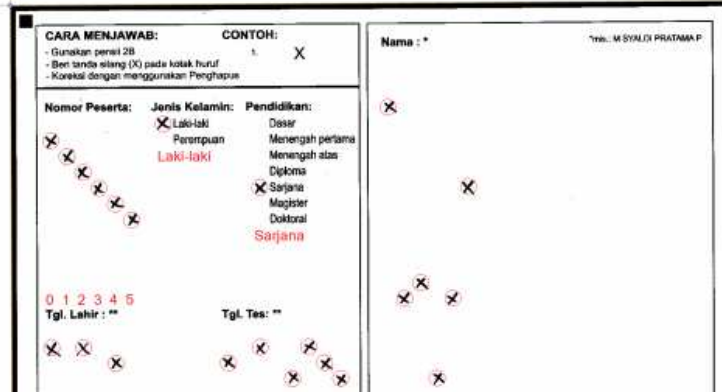 CARA MENJAWAB:
- Gunakan pensil 2B
- Beri tanda silang (X) pada kotak huruf
- Koreksi dengan menggunakan Penghapus
CONTOH:
1. X
Nomor Peserta:
0 1 2 3 4 5
Jenis Kelamin:
Laki-laki
Perempuan
Laki-laki
Pendidikan:
Dasar
Menengah pertama
Menengah atas
Diploma
Sarjana
Magister
Doktoral
Sarjana
Tgl. Lahir : **
Tgl. Tes: **
Nama : *
*mis.: M SYALDI PRATAMA P